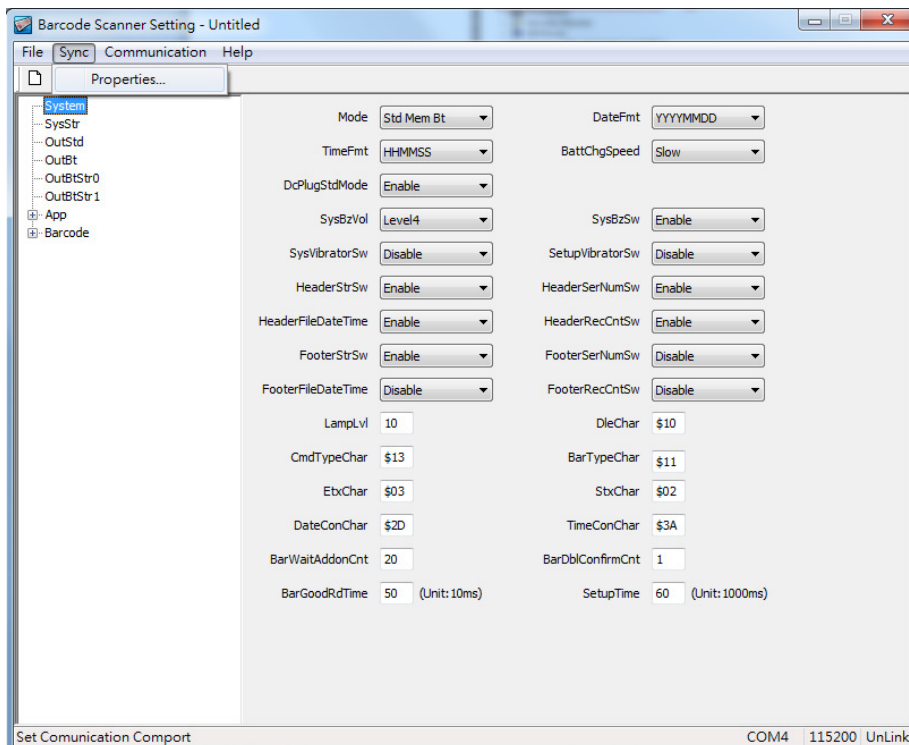 Barcode Scanner Setting - Untitled
File Sync Communication Help
Properties...
System
SysStr
OutStd
OutBt
OutBtStr0
OutBtStr1
App
Barcode
Mode Std Mem Bt DateFmt YYYYMMDD
TimeFmt HHMMSS BattChgSpeed Slow
DcPlugStdMode Enable
SysBzVol Level4 SysBzSw Enable
SysVibratorSw Disable SetupVibratorSw Disable
HeaderStrSw Enable HeaderSerNumSw Enable
HeaderFileDateTime Enable HeaderRecCntSw Enable
FooterStrSw Enable FooterSerNumSw Disable
FooterFileDateTime Disable FooterRecCntSw Disable
LampLvl 10 DleChar $10
CmdTypeChar $13 BarTypeChar $11
EtxChar $03 StxChar $02
DateConChar $2D TimeConChar $3A
BarWaitAddonCnt 20 BarDblConfirmCnt 1
BarGoodRdTime 50 (Unit:10ms) SetupTime 60 (Unit:1000ms)
Set Comunication Comport COM4 115200 UnLink